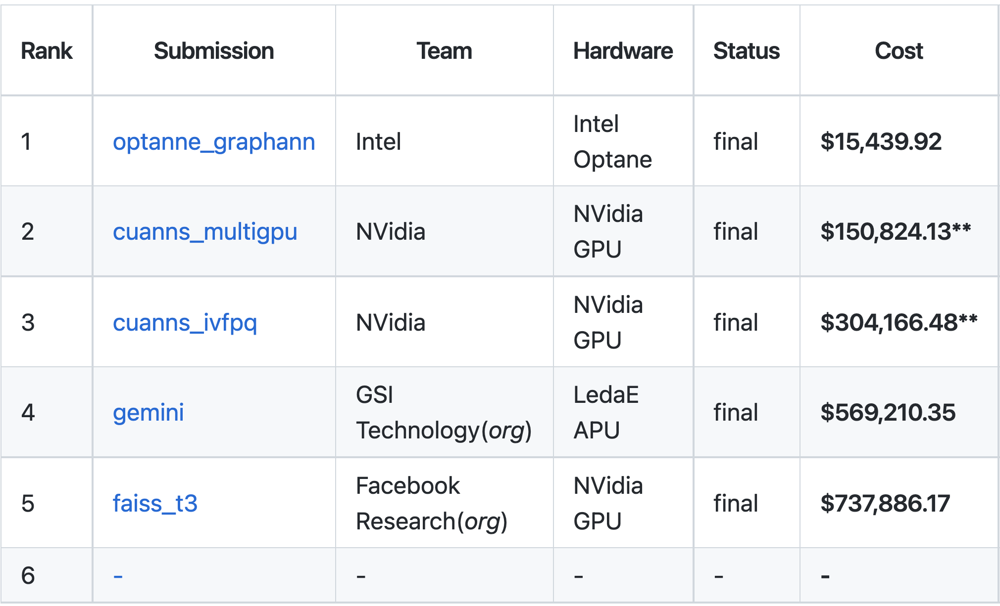 Rank Submission Team Hardware Status Cost
1 optanne_graphann Intel Intel Optane final $15,439.92
2 cuanns_multigpu NVidia NVidia GPU final $150,824.13**
3 cuanns_ivfpq NVidia NVidia GPU final $304,166.48**
4 gemini GSI Technology(org) LedaE APU final $569,210.35
5 faiss_t3 Facebook Research(org) NVidia GPU final $737,886.17
6 - - - - -